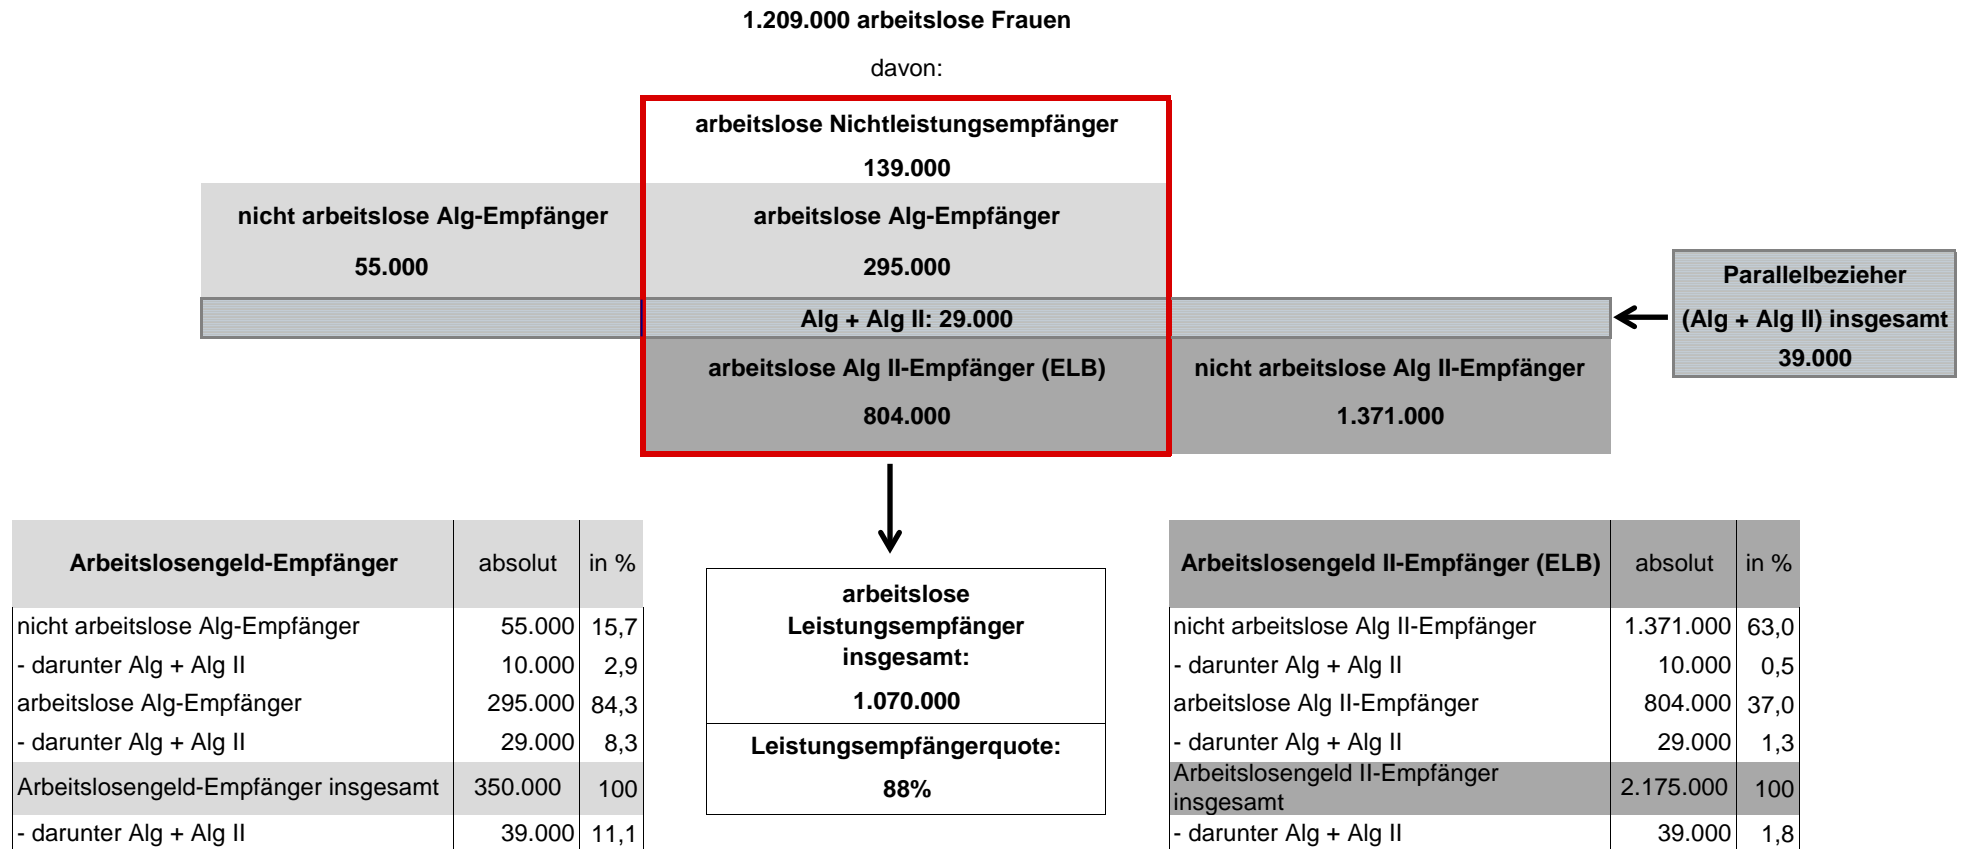 1.209.000 arbeitslose Frauen
davon:
arbeitslose Nichtleistungsempfänger
139.000
nicht arbeitslose Alg-Empfänger
55.000
arbeitslose Alg-Empfänger
295.000
Alg + Alg II: 29.000
Parallelbezieher
(Alg + Alg II) insgesamt
39.000
arbeitslose Alg II-Empfänger (ELB)
804.000
nicht arbeitslose Alg II-Empfänger
1.371.000
Arbeitslosengeld-Empfänger absolut in %
nicht arbeitslose Alg-Empfänger 55.000 15,7
- darunter Alg + Alg II 10.000 2,9
arbeitslose Alg-Empfänger 295.000 84,3
- darunter Alg + Alg II 29.000 8,3
Arbeitslosengeld-Empfänger insgesamt 350.000 100
- darunter Alg + Alg II 39.000 11,1
arbeitslose
Leistungsempfänger
insgesamt:
1.070.000
Leistungsempfängerquote:
88%
Arbeitslosengeld II-Empfänger (ELB) absolut in %
nicht arbeitslose Alg II-Empfänger 1.371.000 63,0
- darunter Alg + Alg II 10.000 0,5
arbeitslose Alg II-Empfänger 804.000 37,0
- darunter Alg + Alg II 29.000 1,3
Arbeitslosengeld II-Empfänger
insgesamt 2.175.000 100
- darunter Alg + Alg II 39.000 1,8